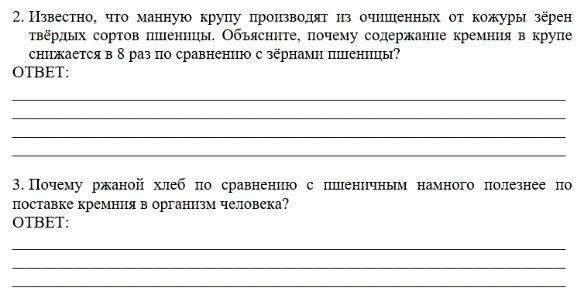 2. Известно, что манную крупу производят из очищенных от кожуры зёрен
твёрдых сортов пшеницы. Объясните, почему содержание кремния в крупе
снижается в 8 раз по сравнению с зёрнами пшеницы?
ОТВЕТ:
3. Почему ржаной хлеб по сравнению с пшеничным намного полезнее по
поставке кремния в организм человека?
ОТВЕТ: